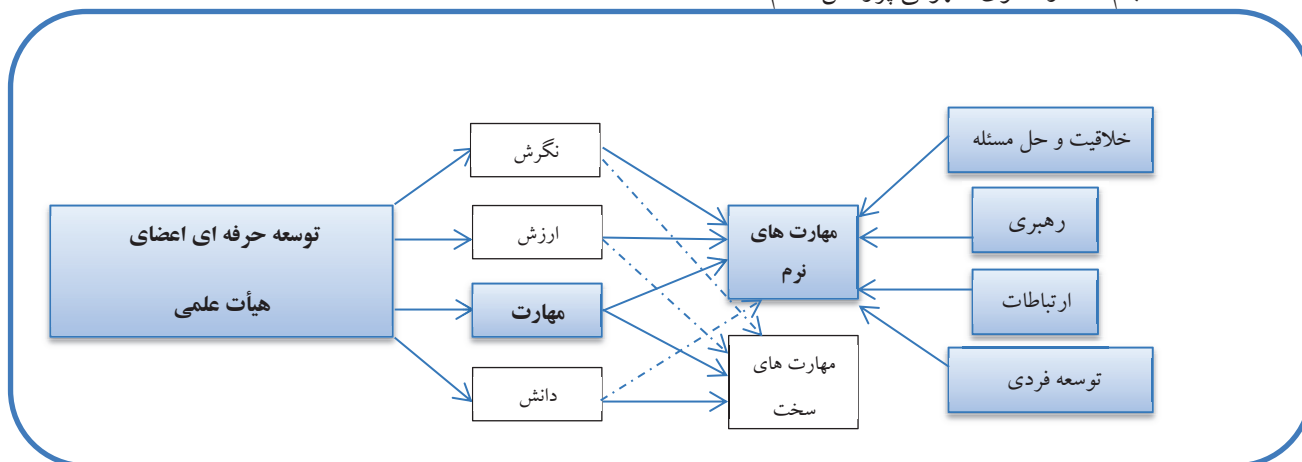 خلاقیت و حل مسئله
رهبری
ارتباطات
توسعه فردی
مهارت های
نرم
مهارت های
سخت
نگرش
ارزش
مهارت
دانش
توسعه حرفه ای اعضای
هیأت علمی